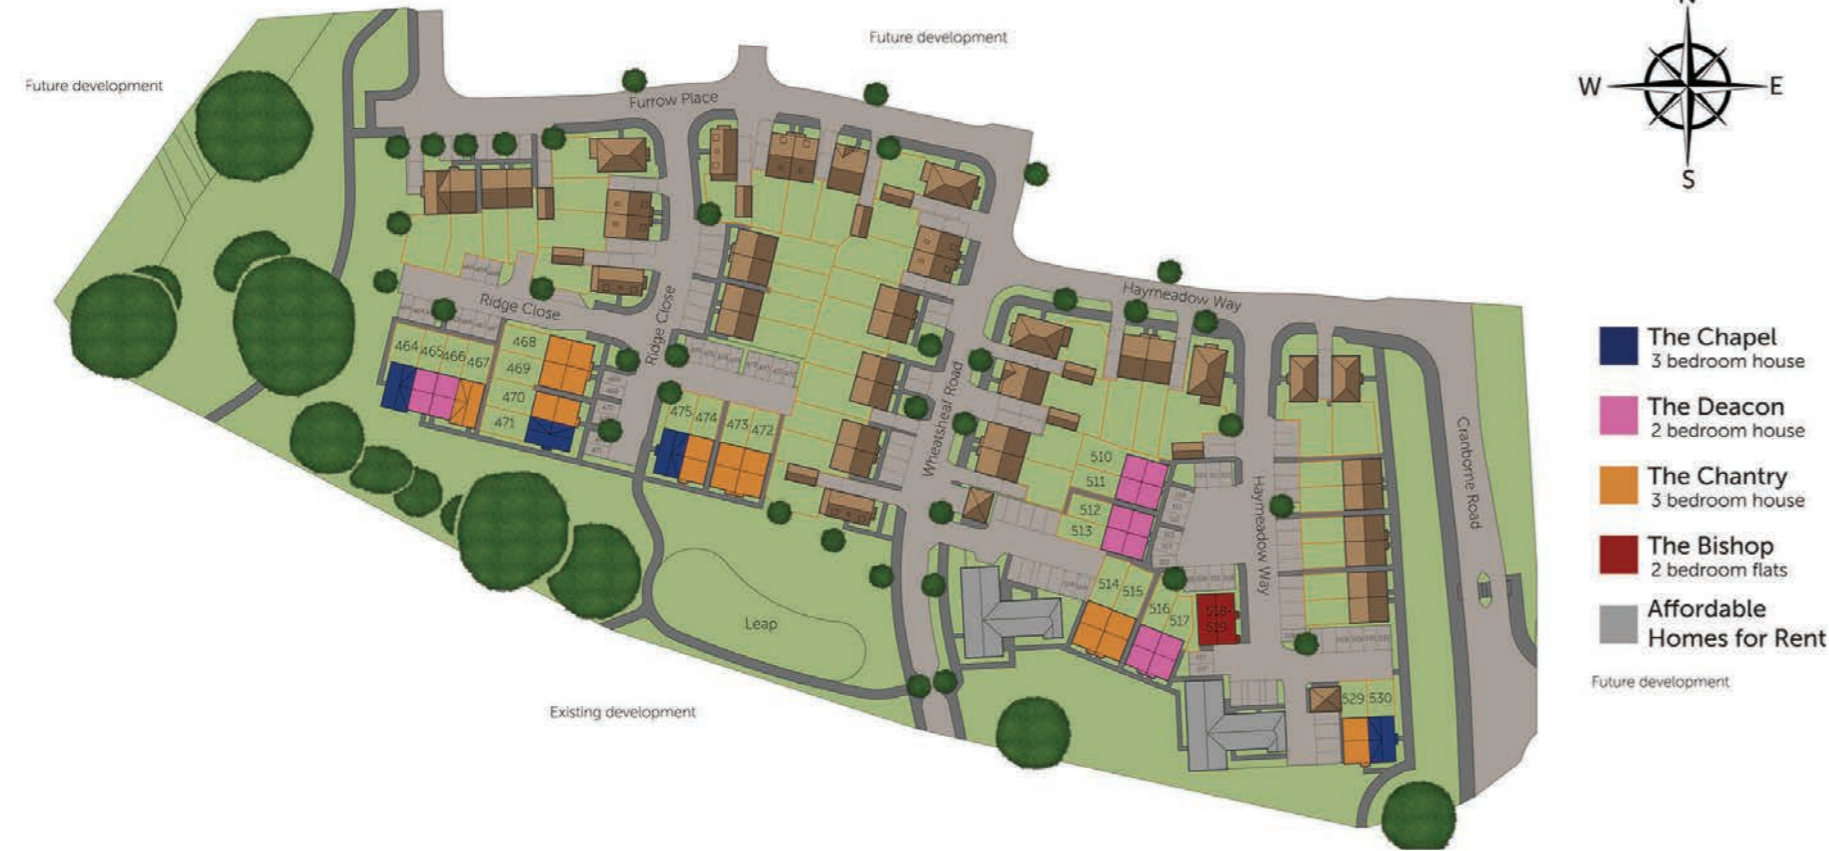 N
Future development
Future development
W
E
Furrow Place
S
Ridge Close
Ridge Close
Haymeadow Way
464
465
466
467
468
469
470
471
475
474
473
472
Wheatsheaf Road
510
511
512
513
514
515
516
517
518-
519
Haymeadow Way
Cranborne Road
529
530
Leap
Existing development
The Chapel
3 bedroom house
The Deacon
2 bedroom house
The Chantry
3 bedroom house
The Bishop
2 bedroom flats
Affordable
Homes for Rent
Future development